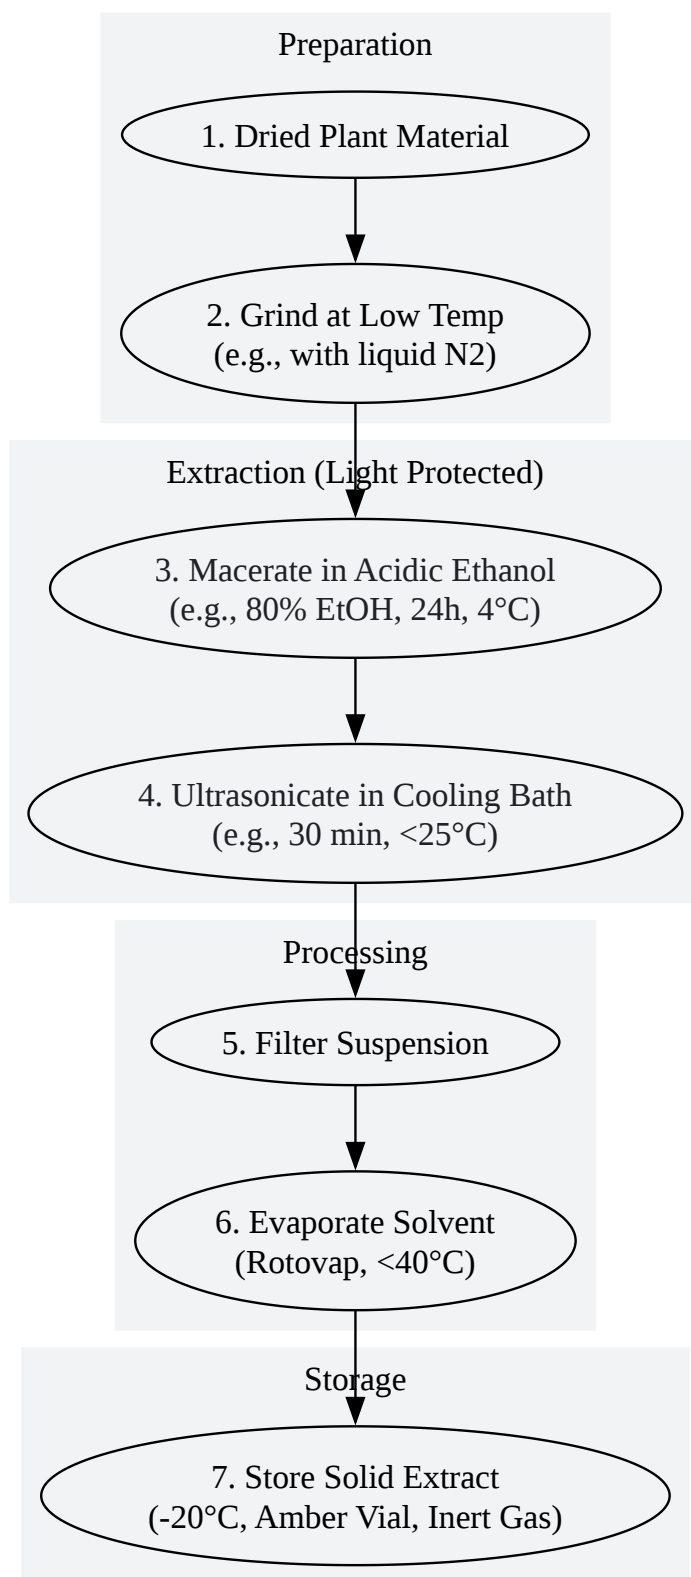 Preparation
1. Dried Plant Material
2. Grind at Low Temp
(e.g., with liquid N2)
Extraction (Light Protected)
3. Macerate in Acidic Ethanol
(e.g., 80% EtOH, 24h, 4°C)
4. Ultrasonicate in Cooling Bath
(e.g., 30 min, <25°C)
Processing
5. Filter Suspension
6. Evaporate Solvent
(Rotovap, <40°C)
Storage
7. Store Solid Extract
(-20°C, Amber Vial, Inert Gas)